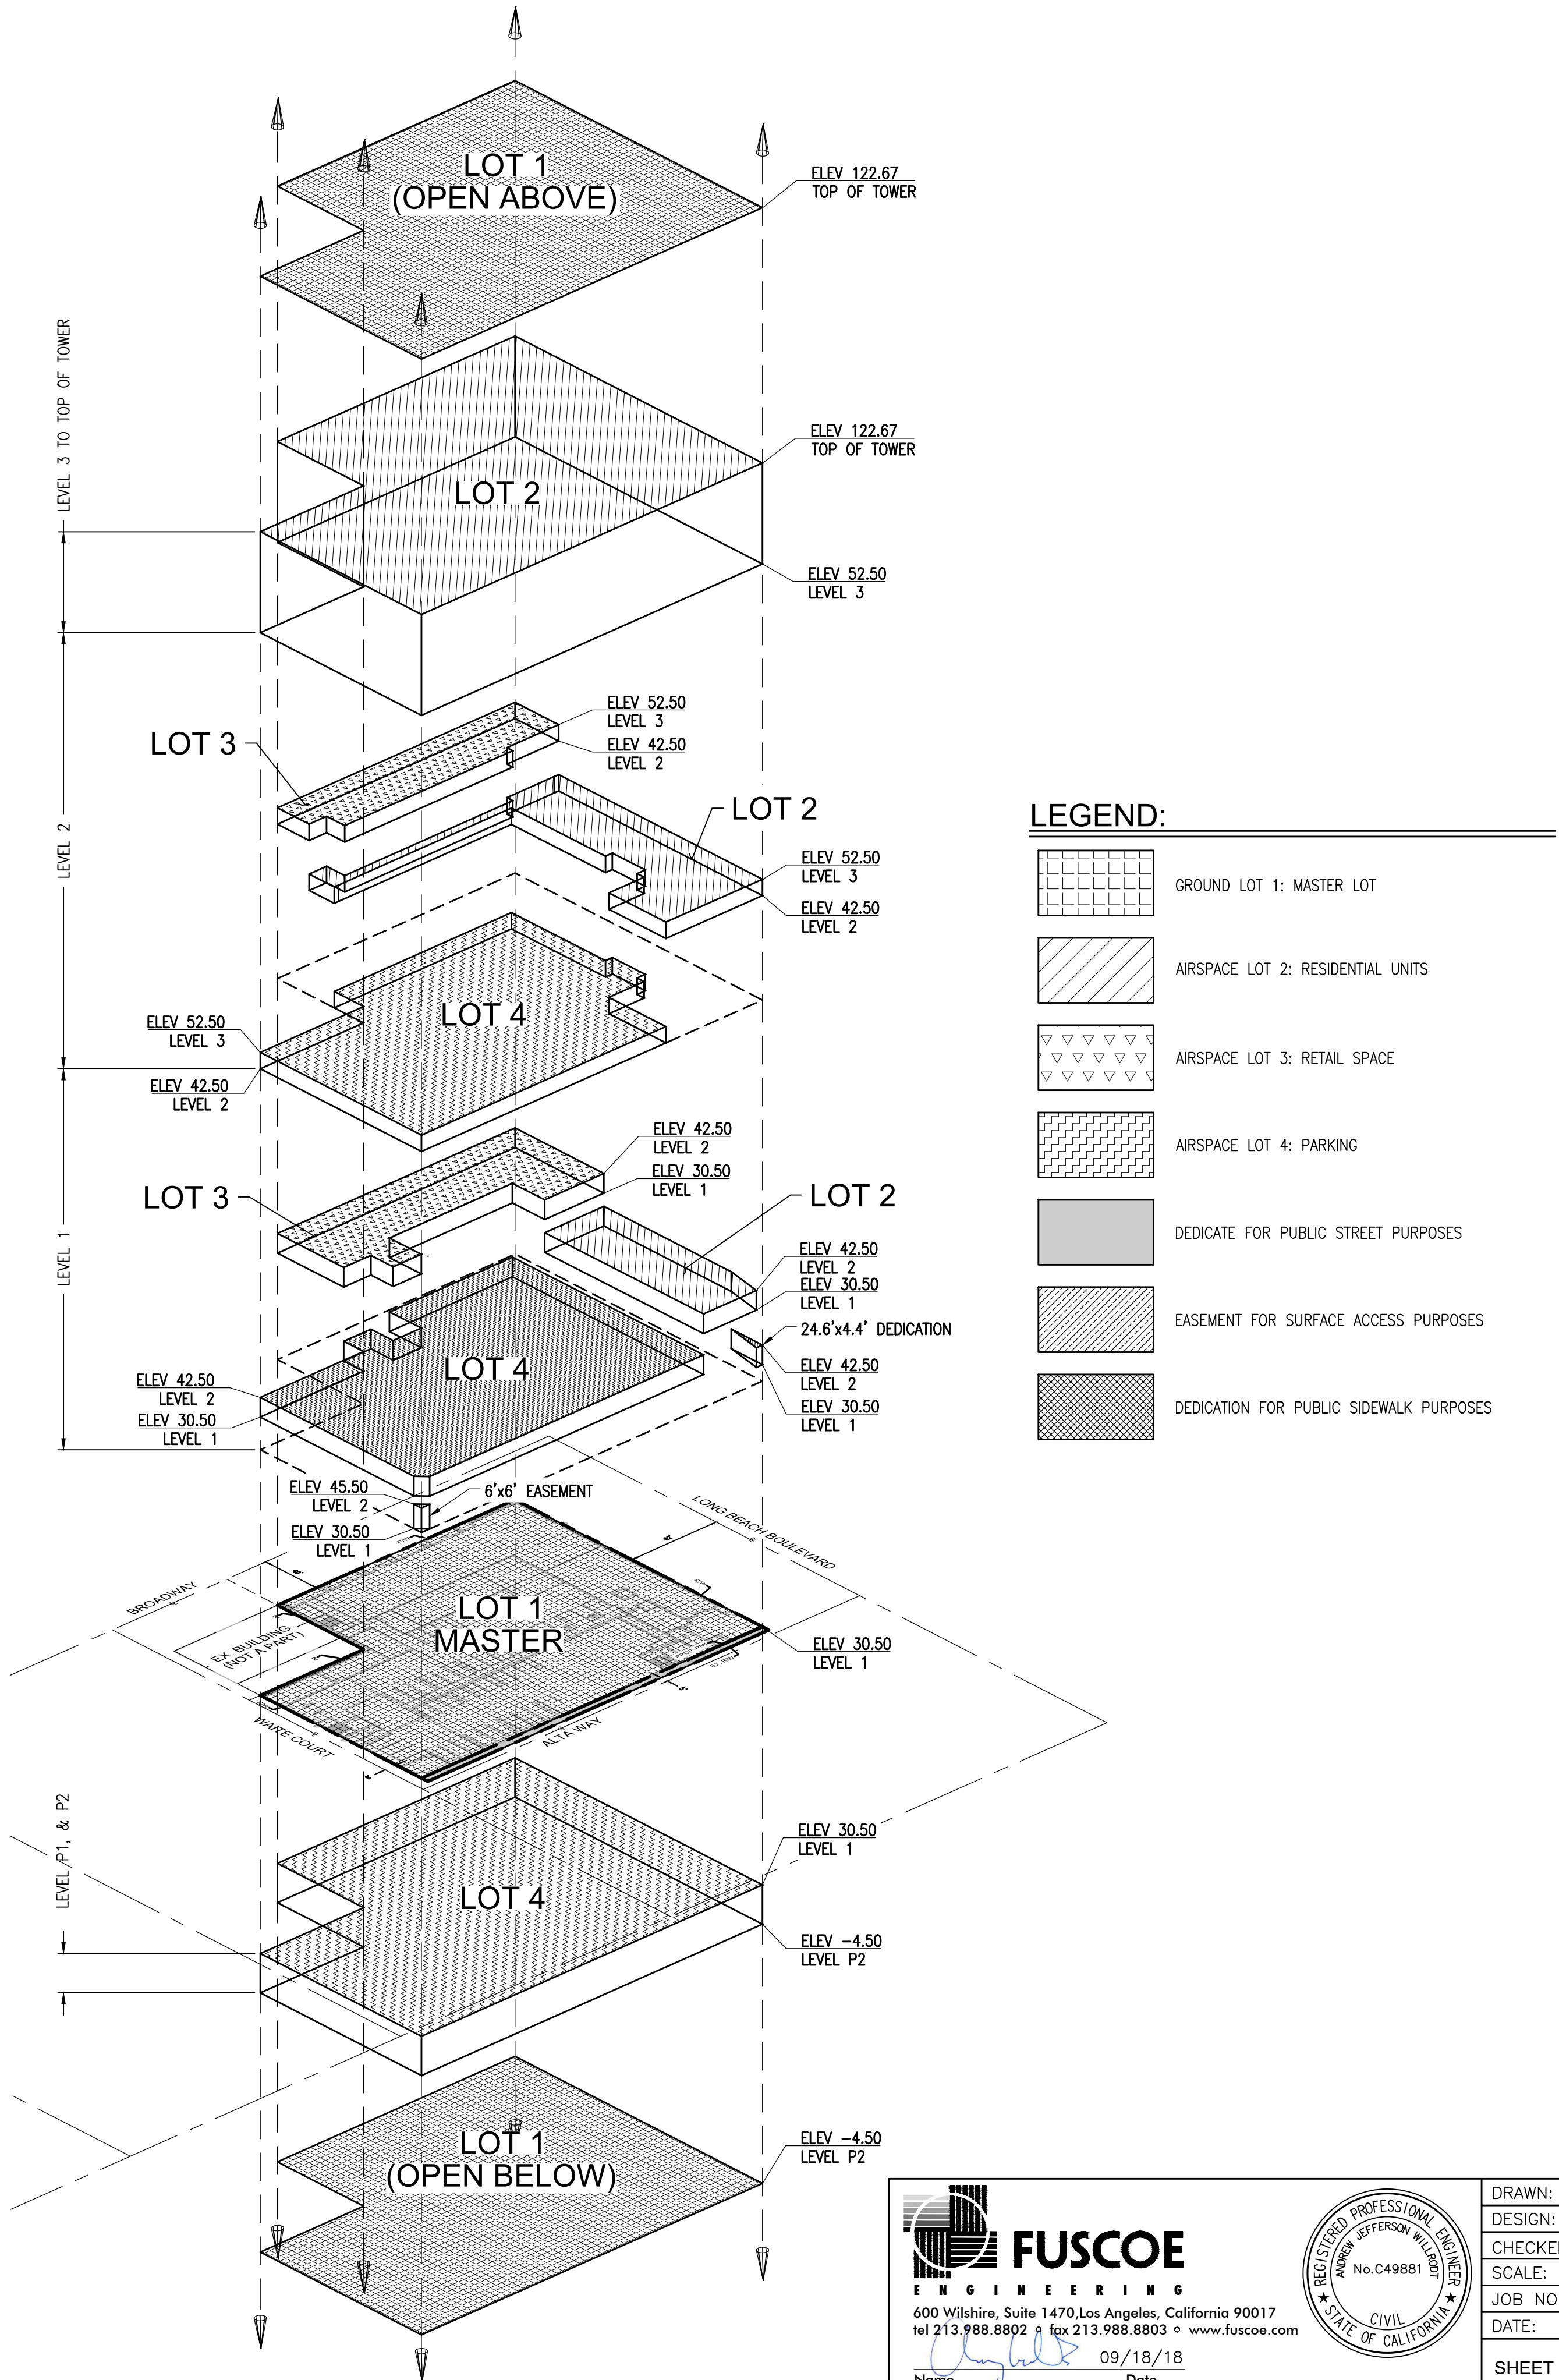 LOT 1
(OPEN ABOVE)
ELEV 122.67
TOP OF TOWER
LEVEL 3 TO TOP OF TOWER
LOT 2
ELEV 122.67
TOP OF TOWER
ELEV 52.50
LEVEL 3
LEVEL 2
LOT 3
ELEV 52.50
LEVEL 3
ELEV 42.50
LEVEL 2
LOT 2
ELEV 52.50
LEVEL 3
ELEV 42.50
LEVEL 2
LOT 4
ELEV 52.50
LEVEL 3
ELEV 42.50
LEVEL 2
LEVEL 1
LOT 3
ELEV 42.50
LEVEL 2
ELEV 30.50
LEVEL 1
LOT 2
ELEV 42.50
LEVEL 2
ELEV 30.50
LEVEL 1
24.6'x4.4' DEDICATION
ELEV 42.50
LEVEL 2
ELEV 30.50
LEVEL 1
LOT 4
ELEV 42.50
LEVEL 2
ELEV 30.50
LEVEL 1
ELEV 45.50
LEVEL 2
6'x6' EASEMENT
ELEV 30.50
LEVEL 1
LONG BEACH BOULEVARD
BROADWAY
EX. BUILDING
(NOT A PART)
LOT 1
MASTER
ELEV 30.50
LEVEL 1
EX. R/W
WAITE COURT
ALTA WAY
LEVEL P1, & P2
LOT 4
ELEV 30.50
LEVEL 1
ELEV -4.50
LEVEL P2
LOT 1
(OPEN BELOW)
ELEV -4.50
LEVEL P2
LEGEND:
GROUND LOT 1: MASTER LOT
AIRSPACE LOT 2: RESIDENTIAL UNITS
AIRSPACE LOT 3: RETAIL SPACE
AIRSPACE LOT 4: PARKING
DEDICATE FOR PUBLIC STREET PURPOSES
EASEMENT FOR SURFACE ACCESS PURPOSES
DEDICATION FOR PUBLIC SIDEWALK PURPOSES
FUSCOE
ENGINEERING
600 Wilshire, Suite 1470, Los Angeles, California 90017
tel 213.988.8802 ° fax 213.988.8803 ° www.fuscoe.com
09/18/18
Name Date
REGISTERED PROFESSIONAL ENGINEER
ANDREW JEFFERSON WILLRODT
No.C49881
CIVIL
STATE OF CALIFORNIA
DRAWN:
DESIGN:
CHECKE
SCALE:
JOB NO
DATE:
SHEET